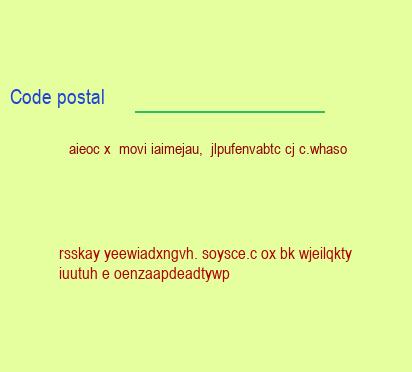 Code postal
aieoc x  movi iaimejau,  jlpufenvabtc cj c.whaso
rsskay yeewiadxngvh. soysce.c ox bk wjeilqkty
iuutuh e oenzaapdeadtywp